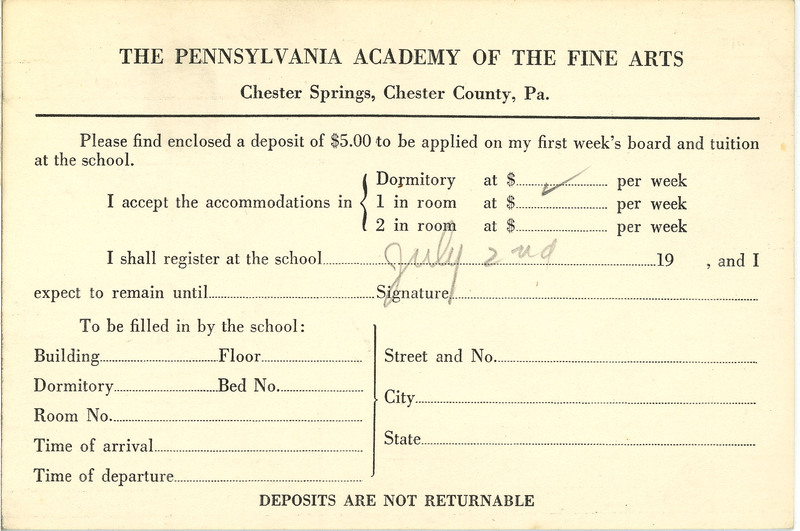 THE PENNSYLVANIA ACADEMY OF THE FINE ARTS
Chester Springs, Chester County, Pa.
Please find enclosed a deposit of $5.00 to be applied on my first week's board and tuition
at the school.
I accept the accommodations in { Dormitory at $.......✓....... per week
1 in room at $.............. per week
2 in room at $.............. per week
I shall register at the school.......July 2nd.......19 , and I
expect to remain until..............Signature..............
To be filled in by the school:
Building..............Floor..............
Dormitory..............Bed No...............
Room No...............
Time of arrival..............
Time of departure..............
Street and No...............
City..............
State..............
DEPOSITS ARE NOT RETURNABLE